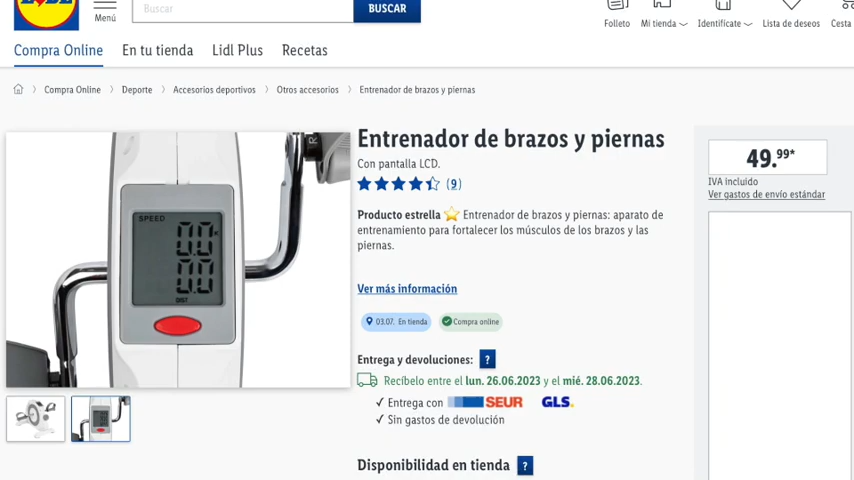 LIDL
Menú
Buscar
BUSCAR
Folleto
Mi tienda
Identifícate
Lista de deseos
Cesta
Compra Online
En tu tienda
Lidl Plus
Recetas
Compra Online
Deporte
Accesorios deportivos
Otros accesorios
Entrenador de brazos y piernas
SPEED
0.0
0.0
DIST
Entrenador de brazos y piernas
Con pantalla LCD.
(9)
Producto estrella ⭐ Entrenador de brazos y piernas: aparato de
entrenamiento para fortalecer los músculos de los brazos y las
piernas.
Ver más información
03.07. En tienda
Compra online
Entrega y devoluciones: ?
Recíbelo entre el lun. 26.06.2023 y el mié. 28.06.2023.
✓ Entrega con SEUR GLS.
✓ Sin gastos de devolución
Disponibilidad en tienda ?
49.99*
IVA incluido
Ver gastos de envío estándar